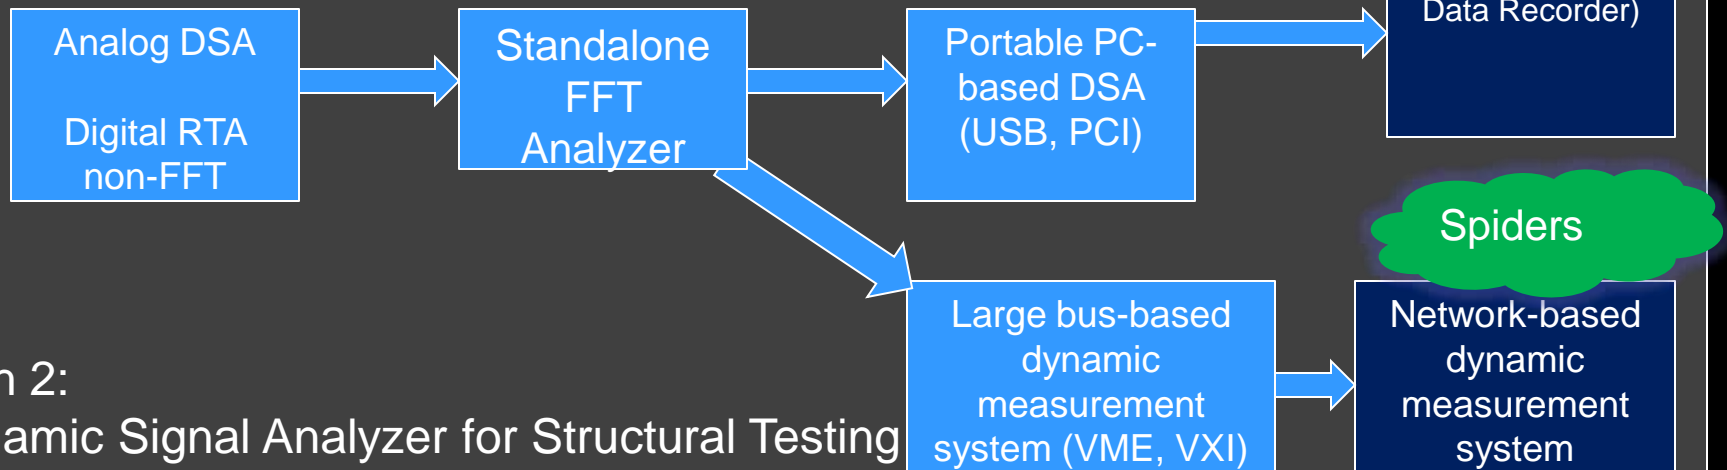 Data Recorder)
Analog DSA
Digital RTA
non-FFT
Standalone
FFT
Analyzer
Portable PC-
based DSA
(USB, PCI)
Spiders
Large bus-based
dynamic
measurement
system (VME, VXI)
Network-based
dynamic
measurement
system
n 2:
amic Signal Analyzer for Structural Testing